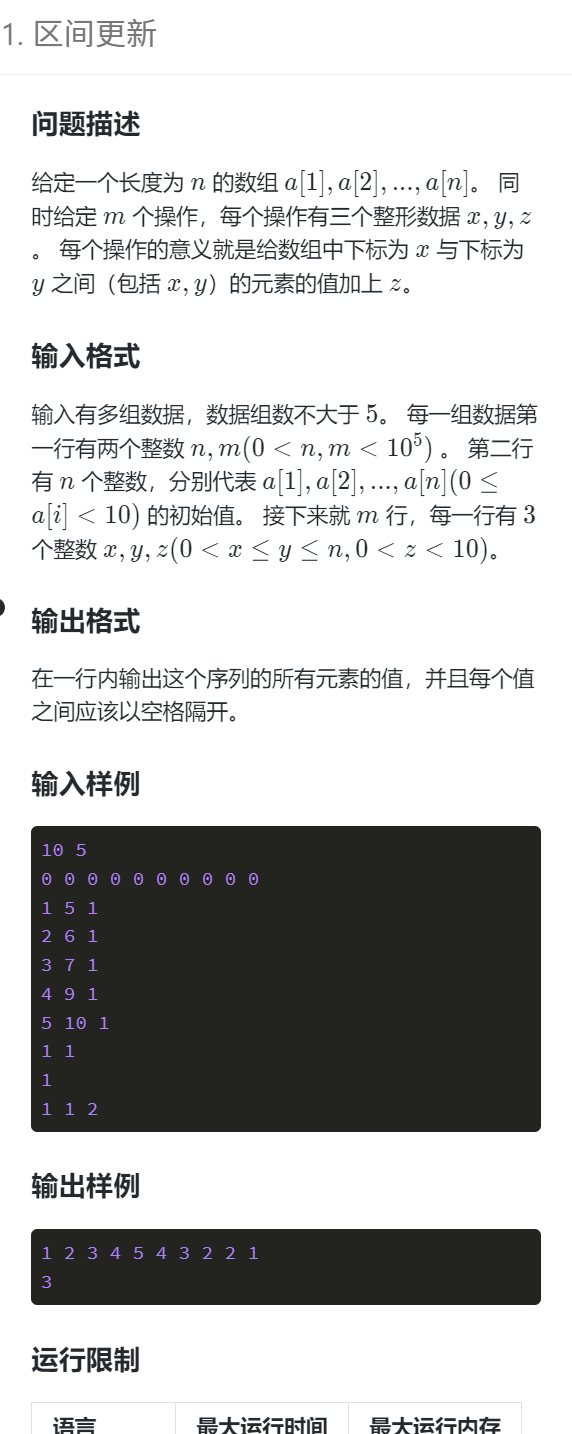 1. 区间更新
问题描述
给定一个长度为 n 的数组 a[1], a[2], ..., a[n]。 同
时给定 m 个操作，每个操作有三个整形数据 x, y, z
。 每个操作的意义就是给数组中下标为 x 与下标为
y 之间（包括 x, y）的元素的值加上 z。
输入格式
输入有多组数据，数据组数不大于 5。 每一组数据第
一行有两个整数 n, m(0 < n, m < 10^5) 。 第二行
有 n 个整数，分别代表 a[1], a[2], ..., a[n](0 ≤
a[i] < 10) 的初始值。 接下来就 m 行，每一行有 3
个整数 x, y, z(0 < x ≤ y ≤ n, 0 < z < 10)。
输出格式
在一行内输出这个序列的所有元素的值，并且每个值
之间应该以空格隔开。
输入样例
10 5
0 0 0 0 0 0 0 0 0 0
1 5 1
2 6 1
3 7 1
4 9 1
5 10 1
1 1
1
1 1 2
输出样例
1 2 3 4 5 4 3 2 2 1
3
运行限制
语言 最大运行时间 最大运行内存